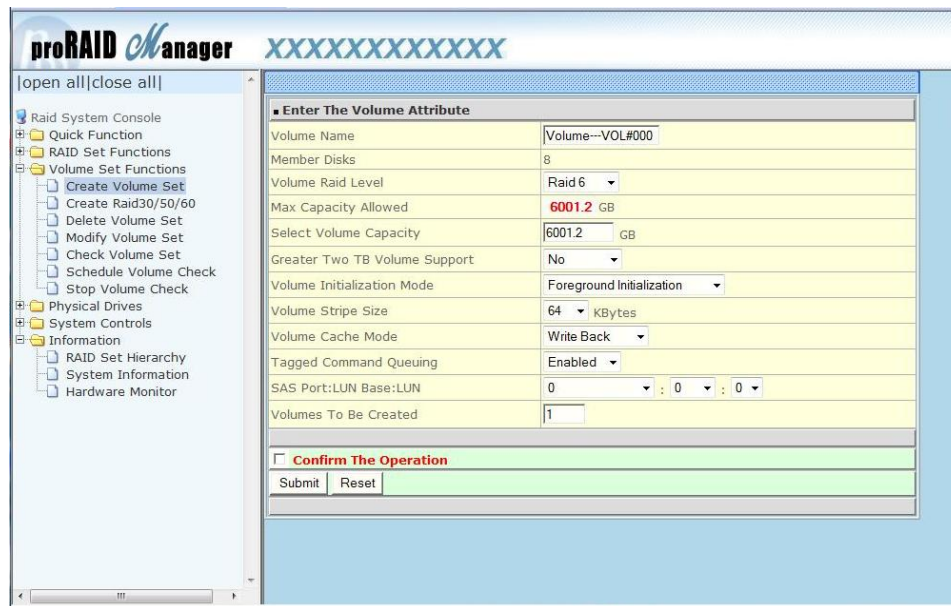 proRAID Manager XXXXXXXXXXXX
|open all|close all|
Raid System Console
Quick Function
RAID Set Functions
Volume Set Functions
Create Volume Set
Create Raid30/50/60
Delete Volume Set
Modify Volume Set
Check Volume Set
Schedule Volume Check
Stop Volume Check
Physical Drives
System Controls
Information
RAID Set Hierarchy
System Information
Hardware Monitor
Enter The Volume Attribute
Volume Name Volume---VOL#000
Member Disks 8
Volume Raid Level Raid 6
Max Capacity Allowed 6001.2 GB
Select Volume Capacity 6001.2 GB
Greater Two TB Volume Support No
Volume Initialization Mode Foreground Initialization
Volume Stripe Size 64 KBytes
Volume Cache Mode Write Back
Tagged Command Queuing Enabled
SAS Port:LUN Base:LUN 0 : 0 : 0
Volumes To Be Created 1
Confirm The Operation
Submit Reset